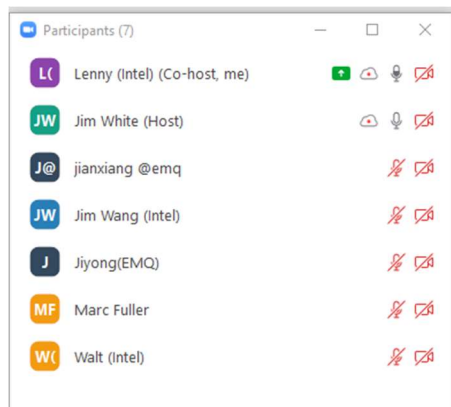 Participants (7)
L( Lenny (Intel) (Co-host, me)
JW Jim White (Host)
J@ jianxiang @emq
JW Jim Wang (Intel)
J Jiyong(EMQ)
MF Marc Fuller
W( Walt (Intel)